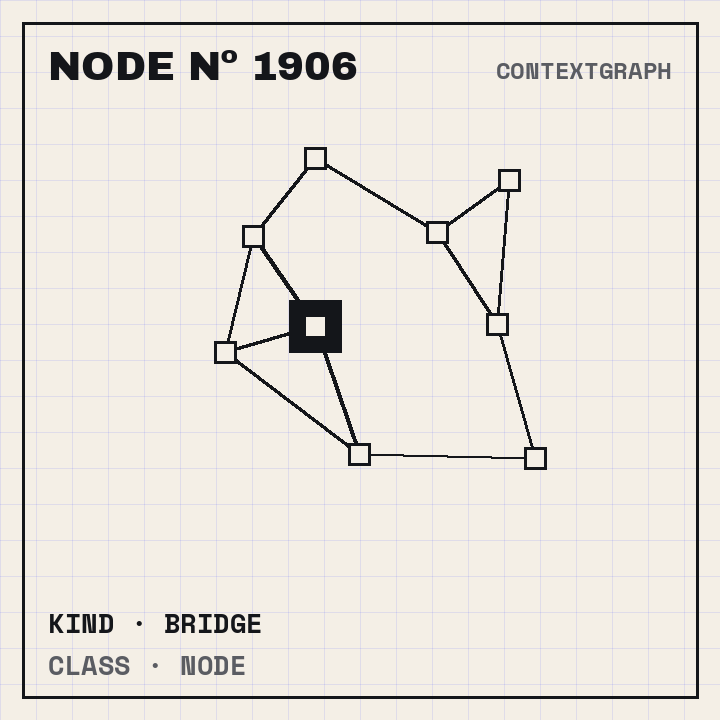 NODE Nº 1906
CONTEXTGRAPH
KIND · BRIDGE
CLASS · NODE